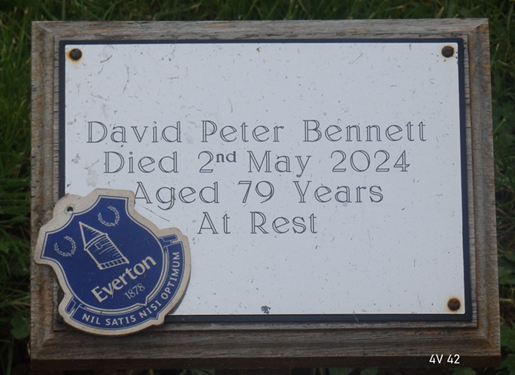 David Peter Bennett
Died 2nd May 2024
Aged 79 Years
At Rest
Everton
1878
NIL SATIS NISI OPTIMUM
4V 42